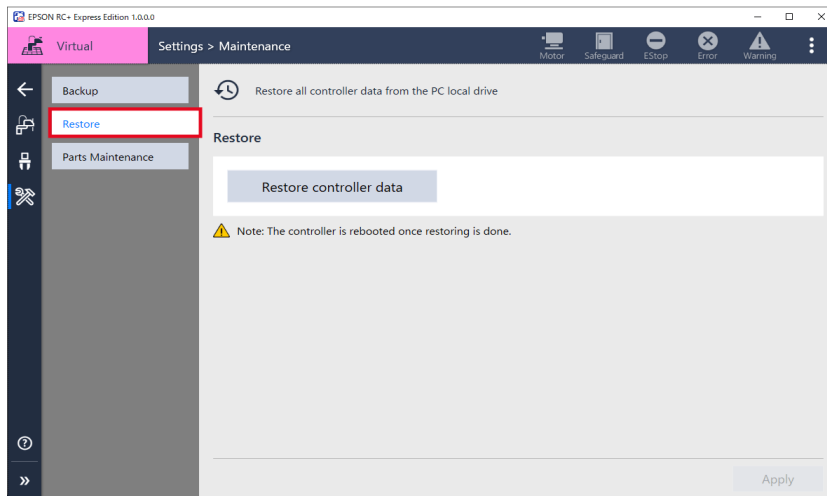 EPSON RC+ Express Edition 1.0.0.0
Virtual
Settings > Maintenance
Motor
Safeguard
EStop
Error
Warning
Backup
Restore
Parts Maintenance
Restore all controller data from the PC local drive
Restore
Restore controller data
Note: The controller is rebooted once restoring is done.
Apply